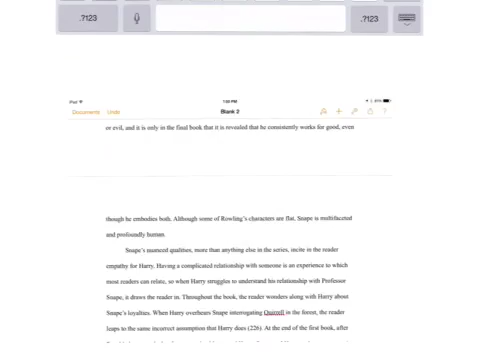 .?123 .?123
iPad 1:58 PM 97%
Documents Undo Blank 2 + ?
or evil, and it is only in the final book that it is revealed that he consistently works for good, even
though he embodies both. Although some of Rowling's characters are flat, Snape is multifaceted
and profoundly human.
Snape's nuanced qualities, more than anything else in the series, incite in the reader
empathy for Harry. Having a complicated relationship with someone is an experience to which
most readers can relate, so when Harry struggles to understand his relationship with Professor
Snape, it draws the reader in. Throughout the book, the reader wonders along with Harry about
Snape's loyalties. When Harry overhears Snape interrogating Quirrell in the forest, the reader
leaps to the same incorrect assumption that Harry does (226). At the end of the first book, after